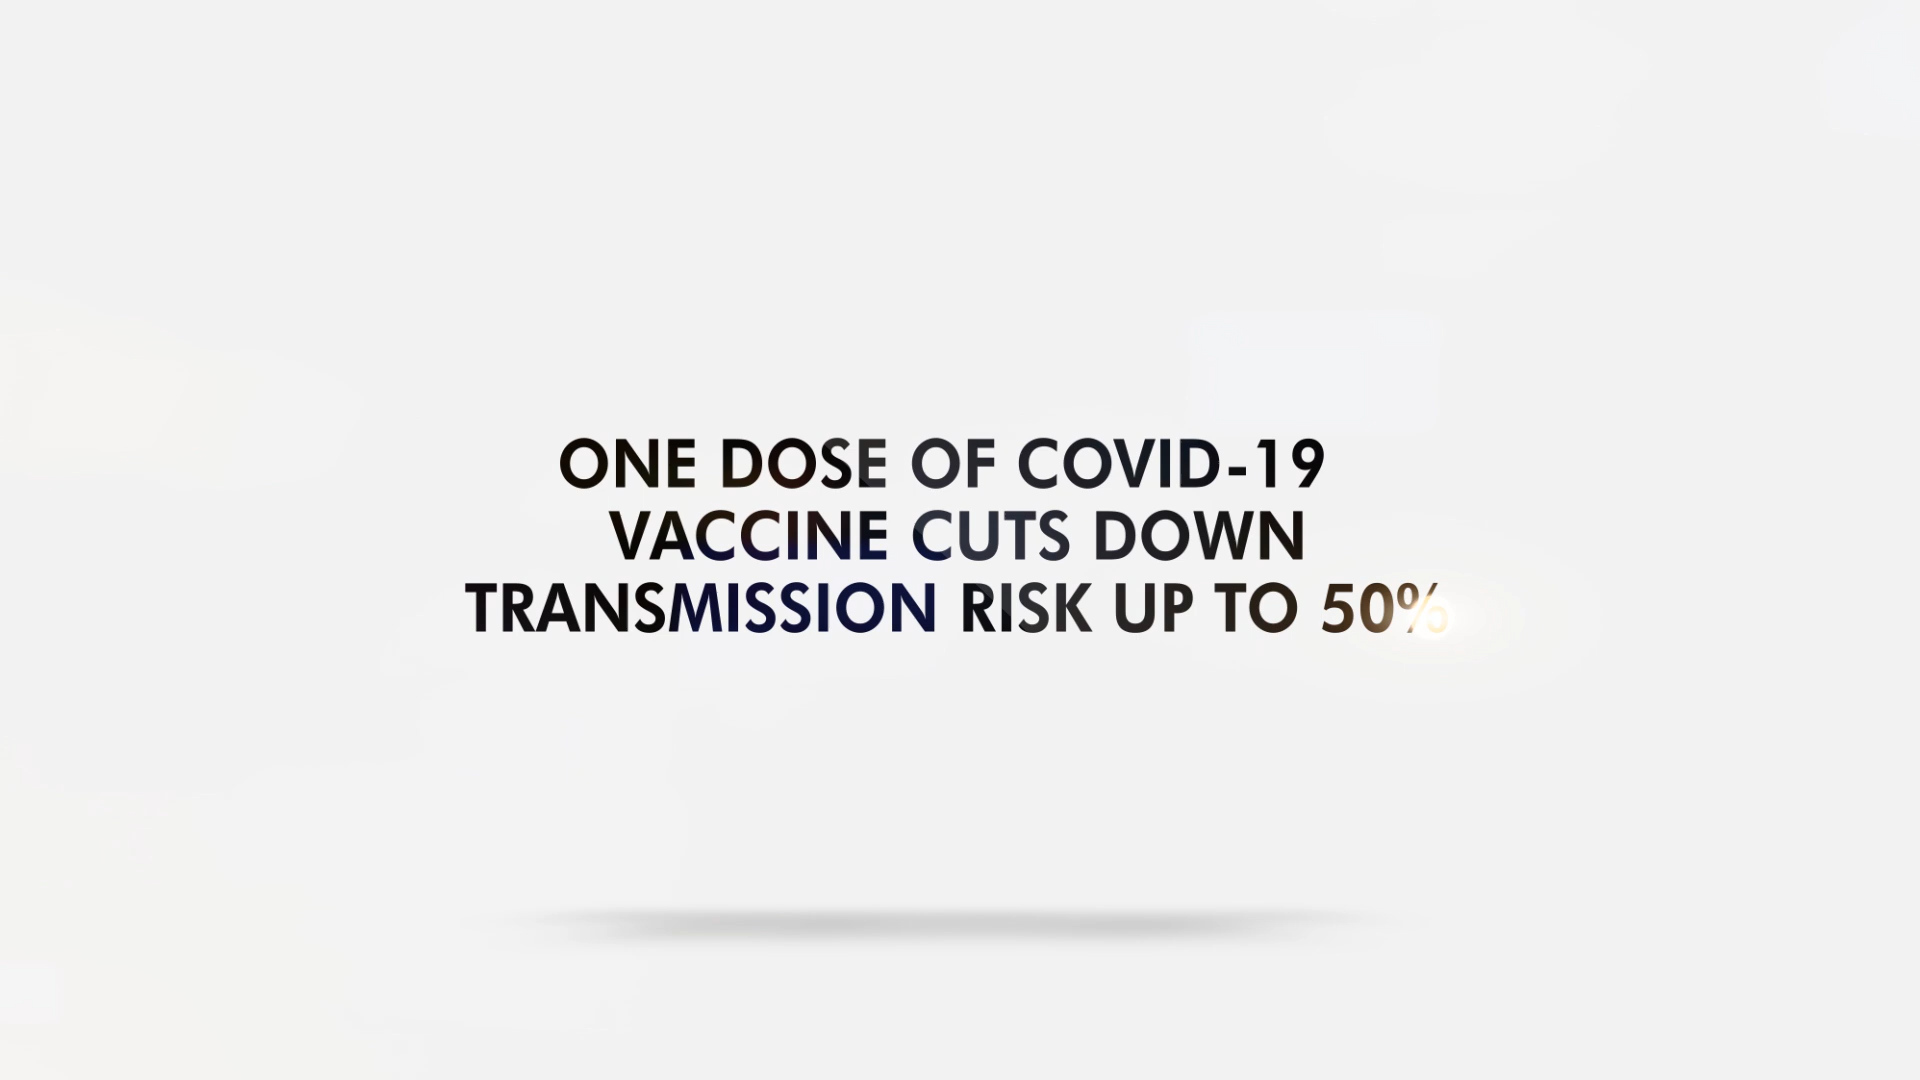 ONE DOSE OF COVID-19
VACCINE CUTS DOWN
TRANSMISSION RISK UP TO 50%